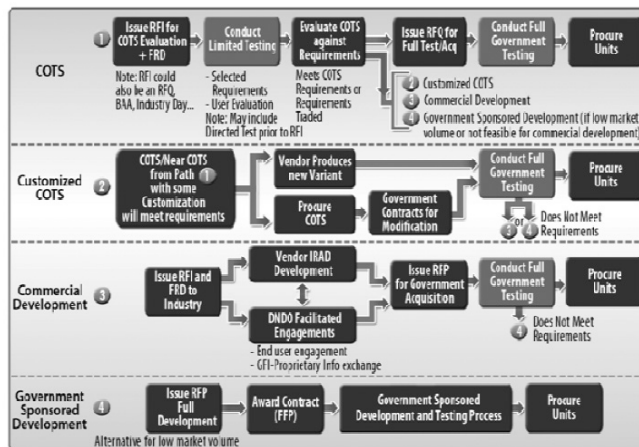 COTS
1
Issue RFI for
COTS Evaluation
+ FRD
Conduct
Limited Testing
Evaluate COTS
against
Requirements
Issue RFQ for
Full Test/Acq
Conduct Full
Government
Testing
Procure
Units
Note: RFI could
also be an RFQ,
BAA, Industry Day...
- Selected
Requirements
- User Evaluation
Note: May include
Directed Test prior to RFI
Meets COTS
Requirements or
Requirements
Traded
2 Customized COTS
3 Commercial Development
4 Government Sponsored Development (if low market
volume or not feasible for commercial development)
Customized
COTS
2
COTS/Near COTS
from Path 1
with some
Customization
will meet requirements
Vendor Produces
new Variant
Procure
COTS
Government
Contracts for
Modification
Conduct Full
Government
Testing
Procure
Units
3 or 4
Does Not Meet
Requirements
Commercial
Development
3
Issue RFI and
FRD to
Industry
Vendor IRAD
Development
DNDO Facilitated
Engagements
- End user engagement
- GFI-Proprietary Info exchange
Issue RFP
for Government
Acquisition
Conduct Full
Government
Testing
Procure
Units
4
Does Not Meet
Requirements
Government
Sponsored
Development
4
Issue RFP
Full
Development
Award Contract
(FFP)
Government Sponsored
Development and Testing Process
Procure
Units
Alternative for low market volume